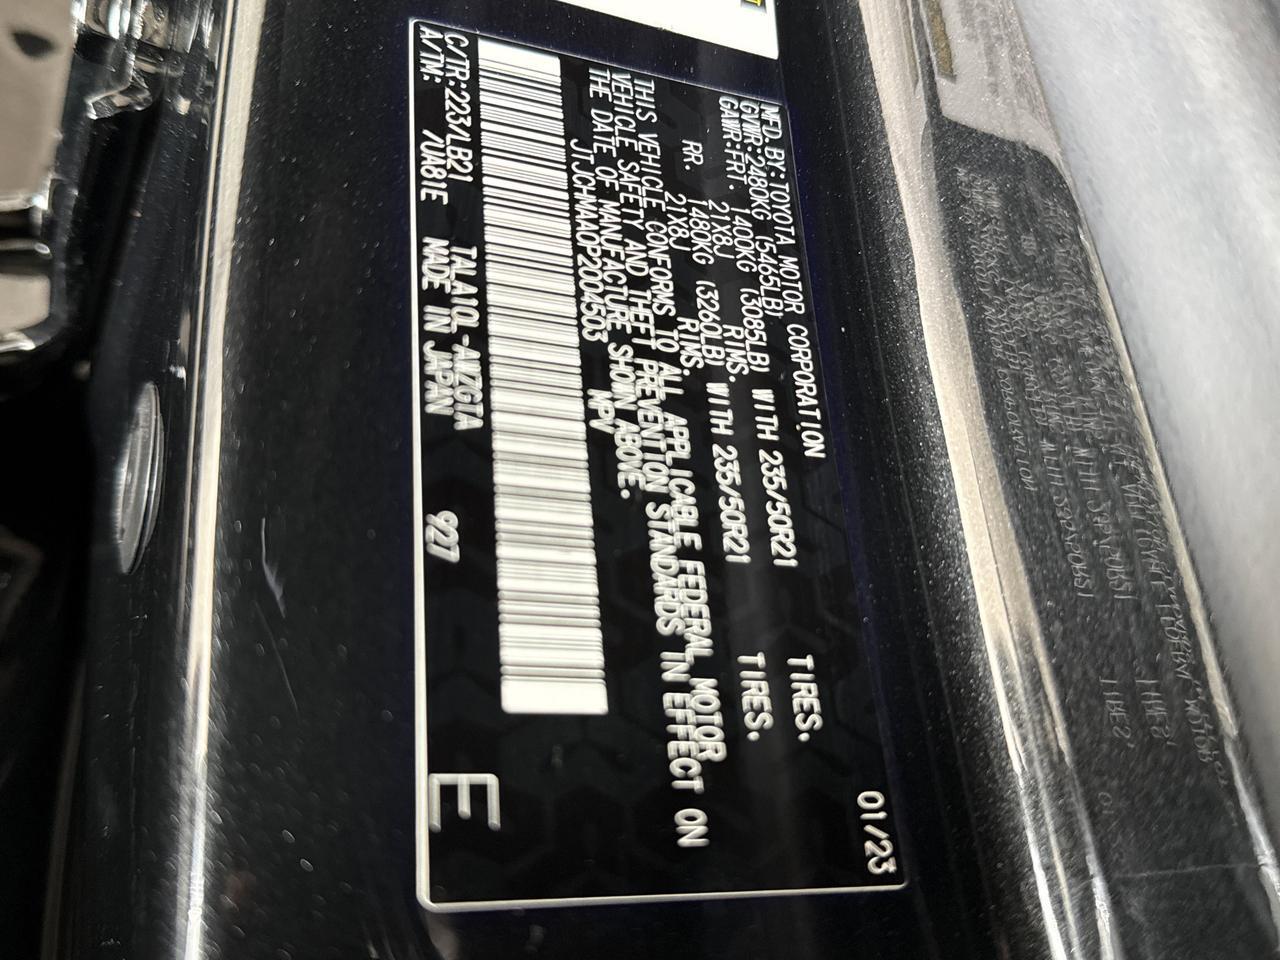 MFD. BY: TOYOTA MOTOR CORPORATION 01/23
GVWR: 2480KG (5465LB)
GAWR: FRT. 1400KG (3085LB) WITH 235/50R21 TIRES.
21X8J RIMS.
RR. 1480KG (3260LB) WITH 235/50R21 TIRES.
21X8J RIMS.
THIS VEHICLE CONFORMS TO ALL APPLICABLE FEDERAL MOTOR
VEHICLE SAFETY AND THEFT PREVENTION STANDARDS IN EFFECT ON
THE DATE OF MANUFACTURE SHOWN ABOVE.
JTJCHMAA0P2004503 MPV
C/TR: 223/LB21 TALA10L-AWZGTA
A/TM: /UA81E MADE IN JAPAN 927
E